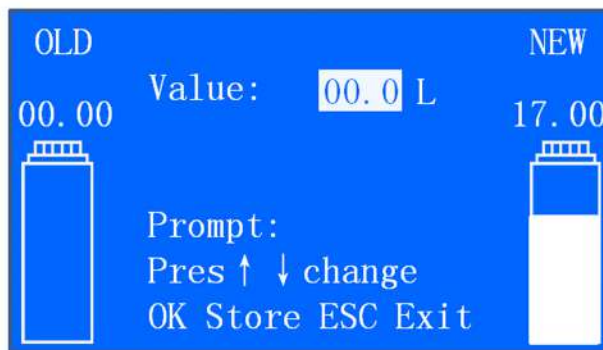 OLD
NEW
Value: 00.0 L
00.00
17.00
Prompt:
Pres ↑ ↓ change
OK Store ESC Exit